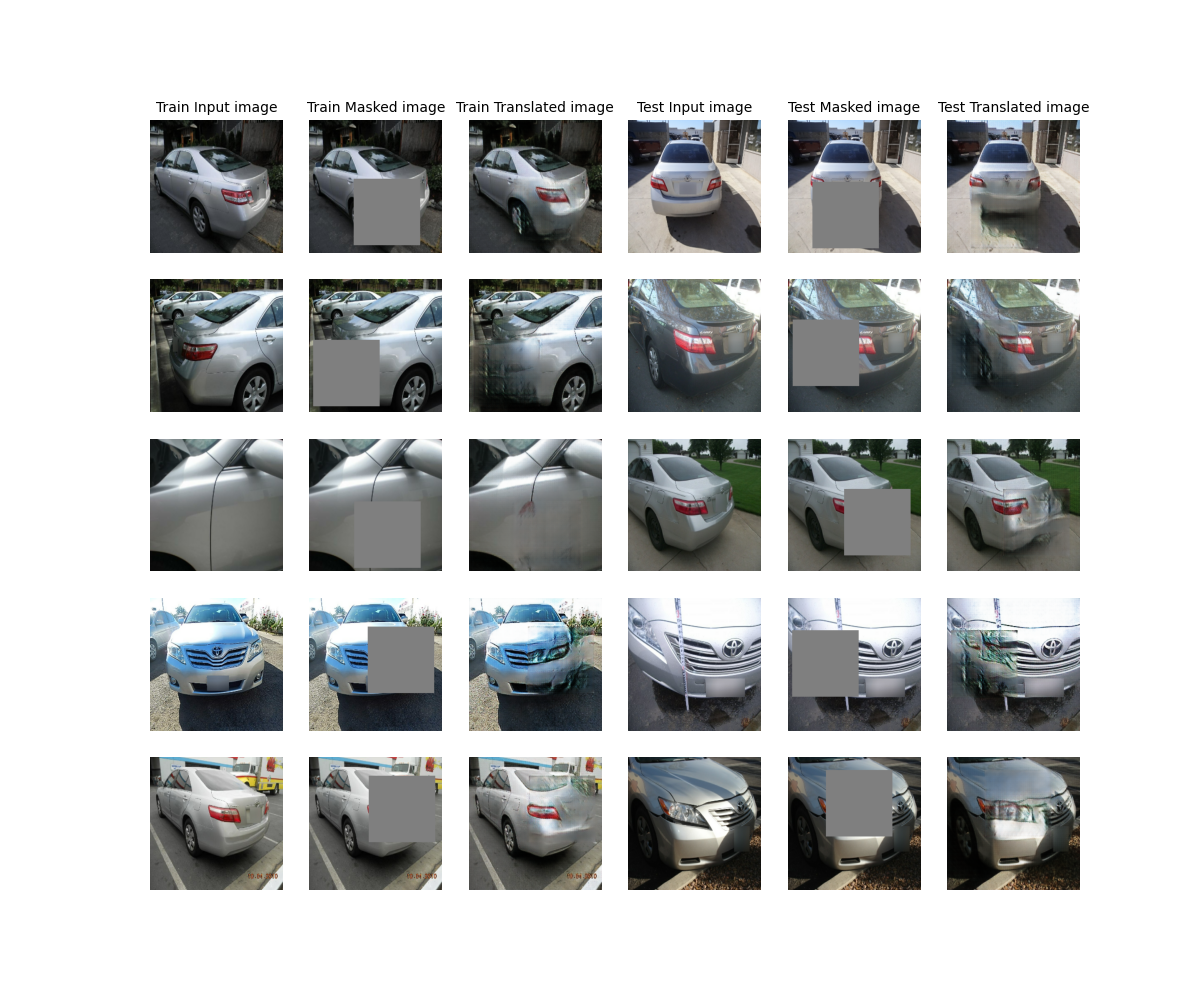 Train Input image
Train Masked image
Train Translated image
Test Input image
Test Masked image
Test Translated image